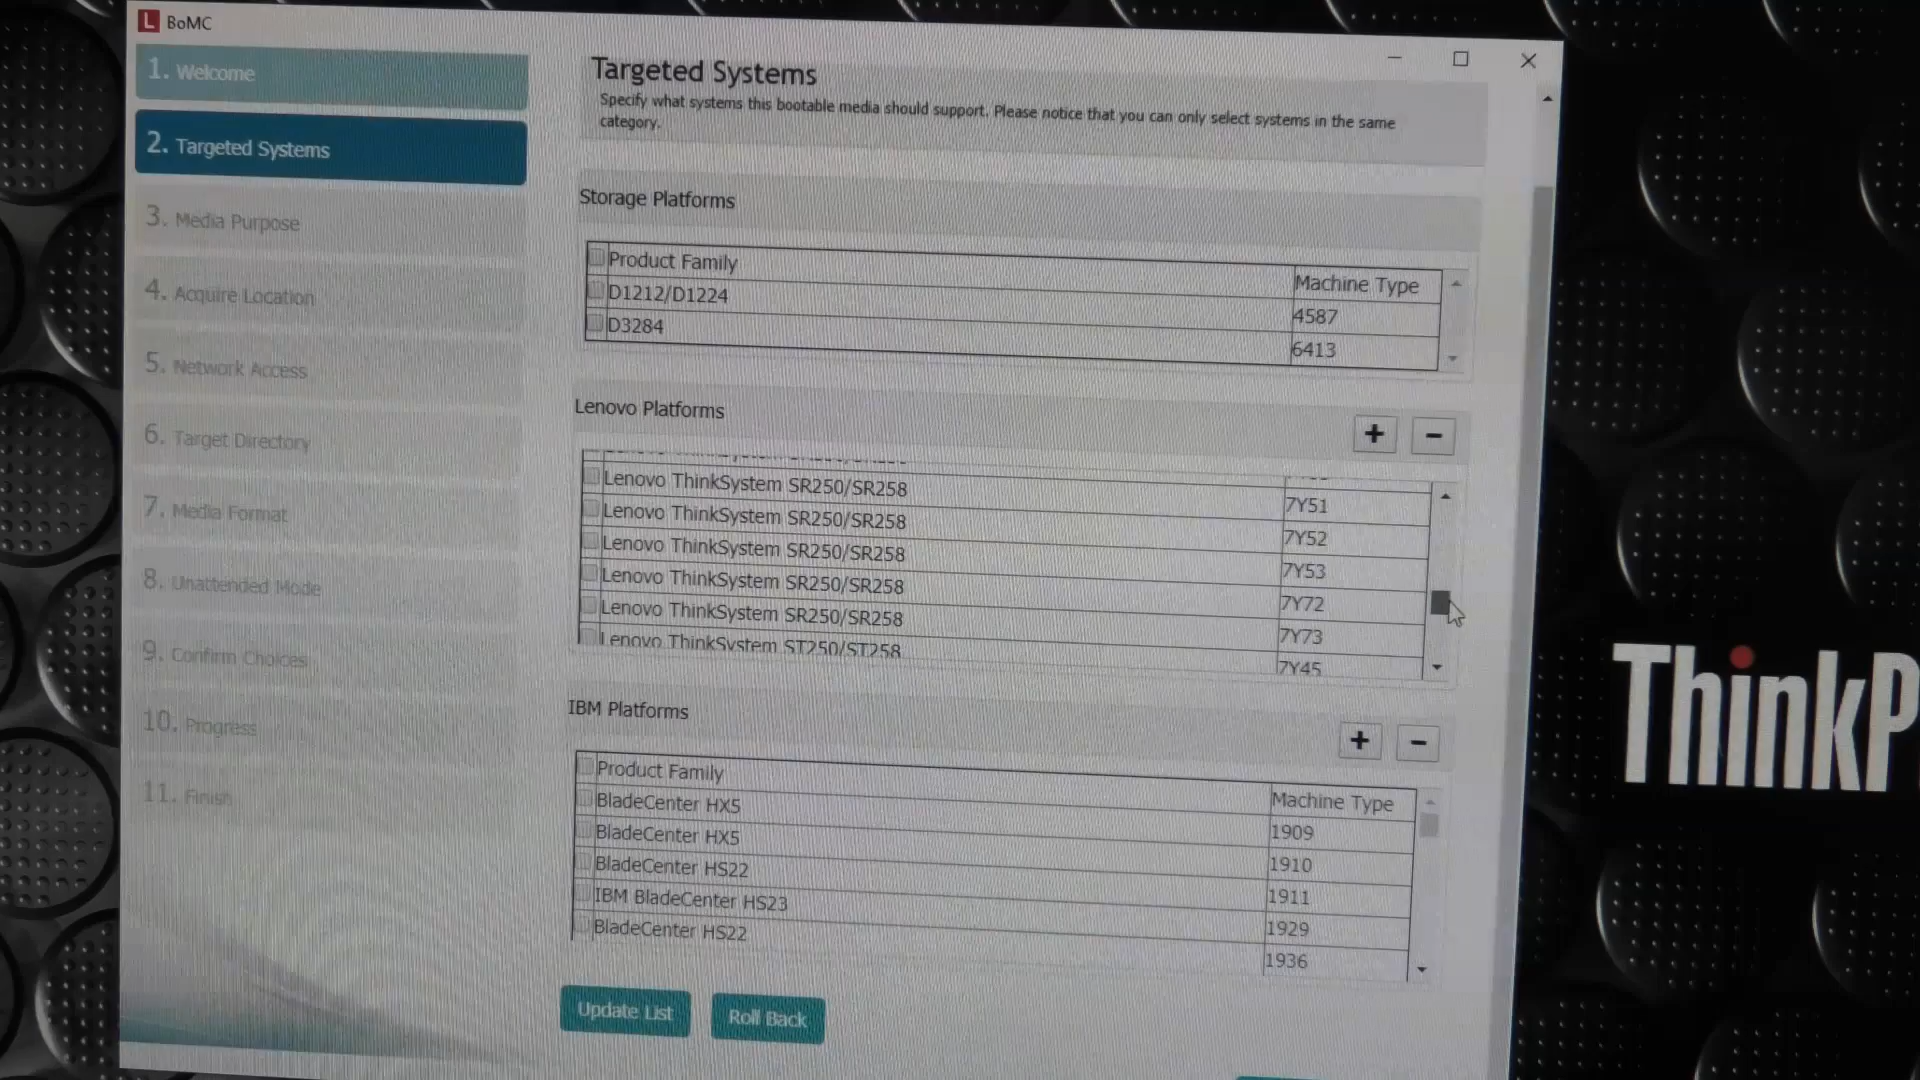 L BoMC
1. Welcome
2. Targeted Systems
3. Media Purpose
4. Acquire Location
5. Network Access
6. Target Directory
7. Media Format
8. Unattended Mode
9. Confirm Choices
10. Progress
11. Finish
Targeted Systems
Specify what systems this bootable media should support. Please notice that you can only select systems in the same
category.
Storage Platforms
Product Family Machine Type
D1212/D1224 4587
D3284 6413
Lenovo Platforms
+ −
Lenovo ThinkSystem SR250/SR258 7Y51
Lenovo ThinkSystem SR250/SR258 7Y52
Lenovo ThinkSystem SR250/SR258 7Y53
Lenovo ThinkSystem SR250/SR258 7Y72
Lenovo ThinkSystem SR250/SR258 7Y73
Lenovo ThinkSystem ST250/ST258 7Y45
IBM Platforms
+ −
Product Family Machine Type
BladeCenter HX5 1909
BladeCenter HX5 1910
BladeCenter HS22 1911
IBM BladeCenter HS23 1929
BladeCenter HS22 1936
Update List Roll Back
ThinkP